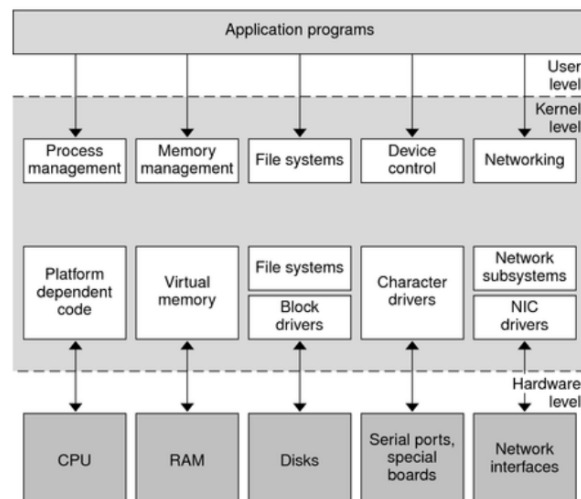 Application programs
User
level
Kernel
level
Process
management
Memory
management
File systems
Device
control
Networking
Platform
dependent
code
Virtual
memory
File systems
Block
drivers
Character
drivers
Network
subsystems
NIC
drivers
Hardware
level
CPU
RAM
Disks
Serial ports,
special
boards
Network
interfaces